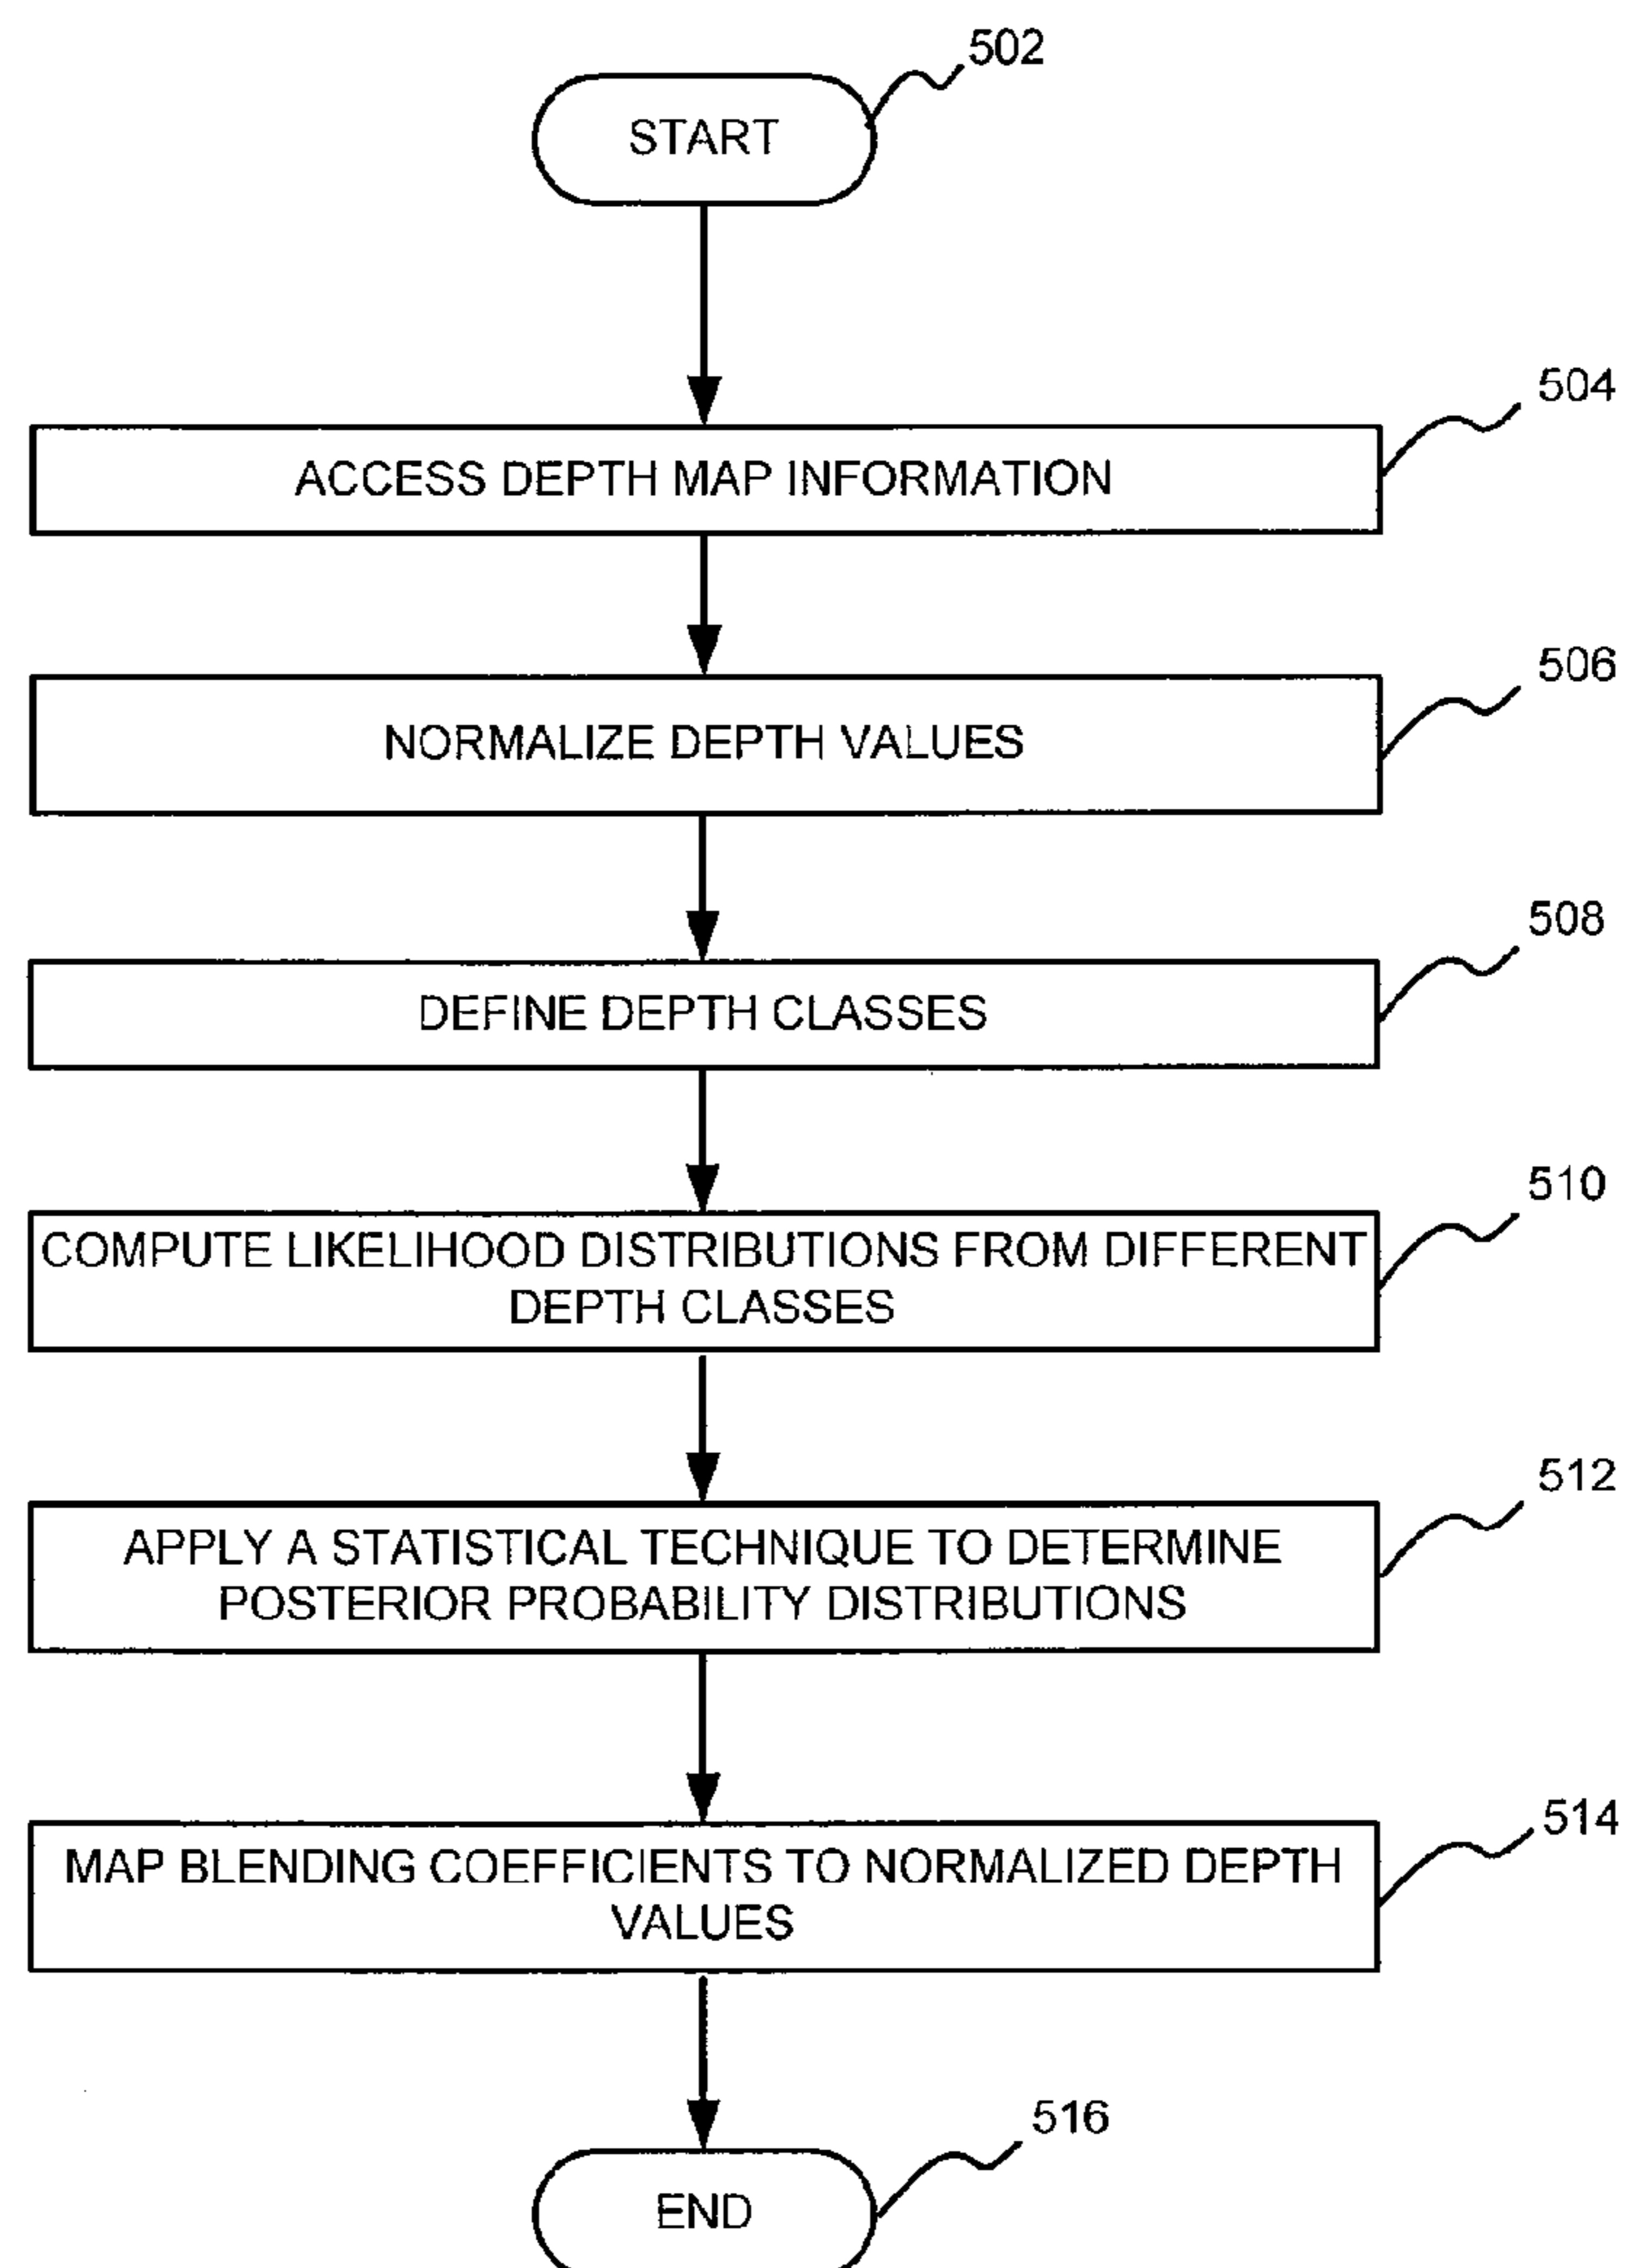 502
START
504
ACCESS DEPTH MAP INFORMATION
506
NORMALIZE DEPTH VALUES
508
DEFINE DEPTH CLASSES
510
COMPUTE LIKELIHOOD DISTRIBUTIONS FROM DIFFERENT
DEPTH CLASSES
512
APPLY A STATISTICAL TECHNIQUE TO DETERMINE
POSTERIOR PROBABILITY DISTRIBUTIONS
514
MAP BLENDING COEFFICIENTS TO NORMALIZED DEPTH
VALUES
516
END